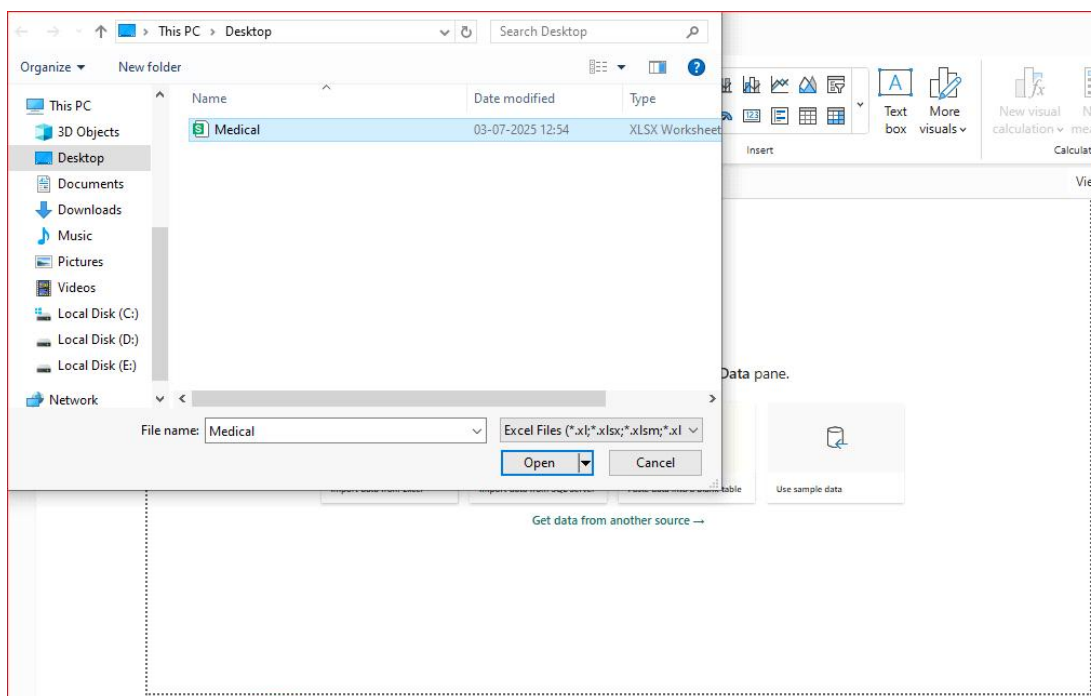 This PC > Desktop
Search Desktop
Organize
New folder
Name
Date modified
Type
Medical
03-07-2025 12:54
XLSX Worksheet
This PC
3D Objects
Desktop
Documents
Downloads
Music
Pictures
Videos
Local Disk (C:)
Local Disk (D:)
Local Disk (E:)
Network
File name: Medical
Excel Files (*.xl;*.xlsx;*.xlsm;*.xl
Open
Cancel
123
A
Text box
More visuals
Insert
fx
New visual calculation
Calculat
Vie
Data pane.
Use sample data
Get data from another source →